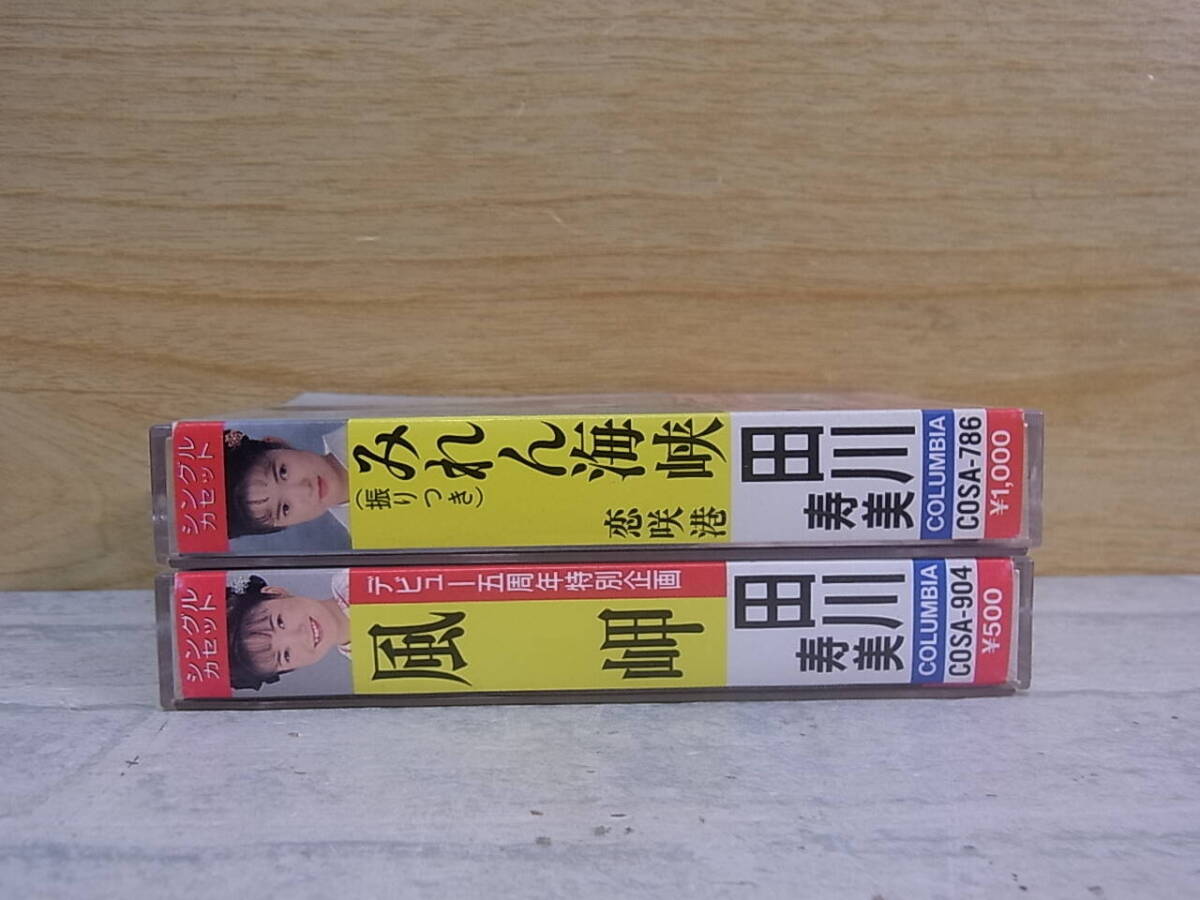 シングル
カセット
みれん海峡
(振りつき)
恋咲港
田川
寿美
COLUMBIA
COSA-786
¥1,000
シングル
カセット
デビュー五周年特別企画
風岬
田川
寿美
COLUMBIA
COSA-904
¥500